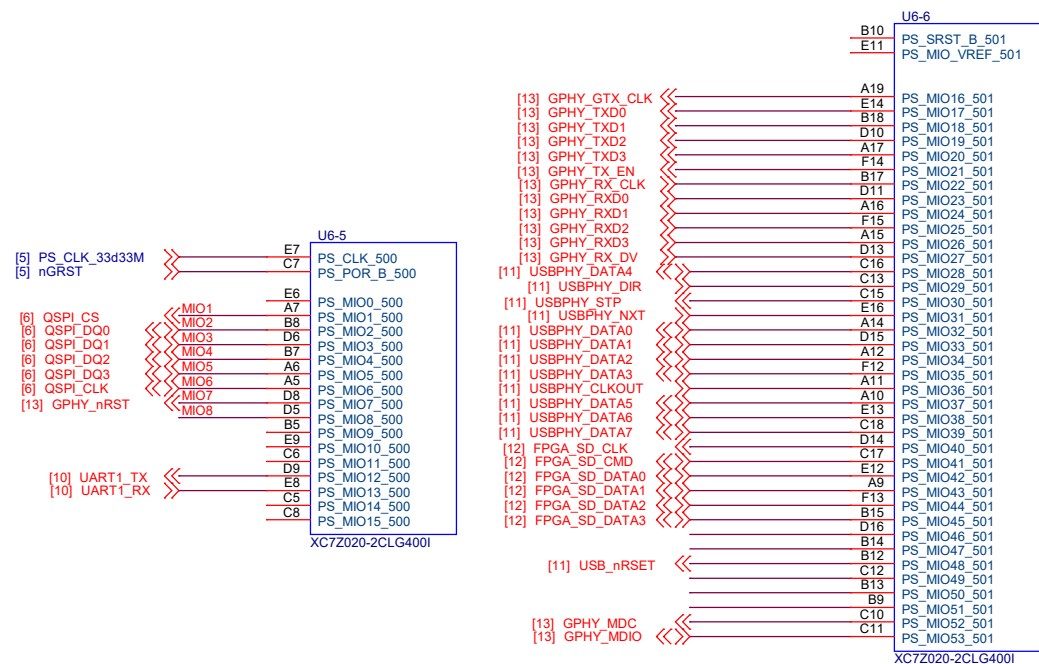 U6-5
[5] PS_CLK_33d33M E7 PS_CLK_500
[5] nGRST C7 PS_POR_B_500
E6 PS_MIO0_500
[6] QSPI_CS MIO1 A7 PS_MIO1_500
[6] QSPI_DQ0 MIO2 B8 PS_MIO2_500
[6] QSPI_DQ1 MIO3 D6 PS_MIO3_500
[6] QSPI_DQ2 MIO4 B7 PS_MIO4_500
[6] QSPI_DQ3 MIO5 A6 PS_MIO5_500
[6] QSPI_CLK MIO6 A5 PS_MIO6_500
[13] GPHY_nRST MIO7 D8 PS_MIO7_500
MIO8 D5 PS_MIO8_500
B5 PS_MIO9_500
E9 PS_MIO10_500
C6 PS_MIO11_500
[10] UART1_TX D9 PS_MIO12_500
[10] UART1_RX E8 PS_MIO13_500
C5 PS_MIO14_500
C8 PS_MIO15_500
XC7Z020-2CLG400I
U6-6
B10 PS_SRST_B_501
E11 PS_MIO_VREF_501
[13] GPHY_GTX_CLK A19 PS_MIO16_501
[13] GPHY_TXD0 E14 PS_MIO17_501
[13] GPHY_TXD1 B18 PS_MIO18_501
[13] GPHY_TXD2 D10 PS_MIO19_501
[13] GPHY_TXD3 A17 PS_MIO20_501
[13] GPHY_TX_EN F14 PS_MIO21_501
[13] GPHY_RX_CLK B17 PS_MIO22_501
[13] GPHY_RXD0 D11 PS_MIO23_501
[13] GPHY_RXD1 A16 PS_MIO24_501
[13] GPHY_RXD2 F15 PS_MIO25_501
[13] GPHY_RXD3 A15 PS_MIO26_501
[13] GPHY_RX_DV D13 PS_MIO27_501
[11] USBPHY_DATA4 C16 PS_MIO28_501
[11] USBPHY_DIR C13 PS_MIO29_501
[11] USBPHY_STP C15 PS_MIO30_501
[11] USBPHY_NXT E16 PS_MIO31_501
[11] USBPHY_DATA0 A14 PS_MIO32_501
[11] USBPHY_DATA1 D15 PS_MIO33_501
[11] USBPHY_DATA2 A12 PS_MIO34_501
[11] USBPHY_DATA3 F12 PS_MIO35_501
[11] USBPHY_CLKOUT A11 PS_MIO36_501
[11] USBPHY_DATA5 A10 PS_MIO37_501
[11] USBPHY_DATA6 E13 PS_MIO38_501
[11] USBPHY_DATA7 C18 PS_MIO39_501
[12] FPGA_SD_CLK D14 PS_MIO40_501
[12] FPGA_SD_CMD C17 PS_MIO41_501
[12] FPGA_SD_DATA0 E12 PS_MIO42_501
[12] FPGA_SD_DATA1 A9 PS_MIO43_501
[12] FPGA_SD_DATA2 F13 PS_MIO44_501
[12] FPGA_SD_DATA3 B15 PS_MIO45_501
D16 PS_MIO46_501
B14 PS_MIO47_501
[11] USB_nRSET B12 PS_MIO48_501
C12 PS_MIO49_501
B13 PS_MIO50_501
B9 PS_MIO51_501
[13] GPHY_MDC C10 PS_MIO52_501
[13] GPHY_MDIO C11 PS_MIO53_501
XC7Z020-2CLG400I